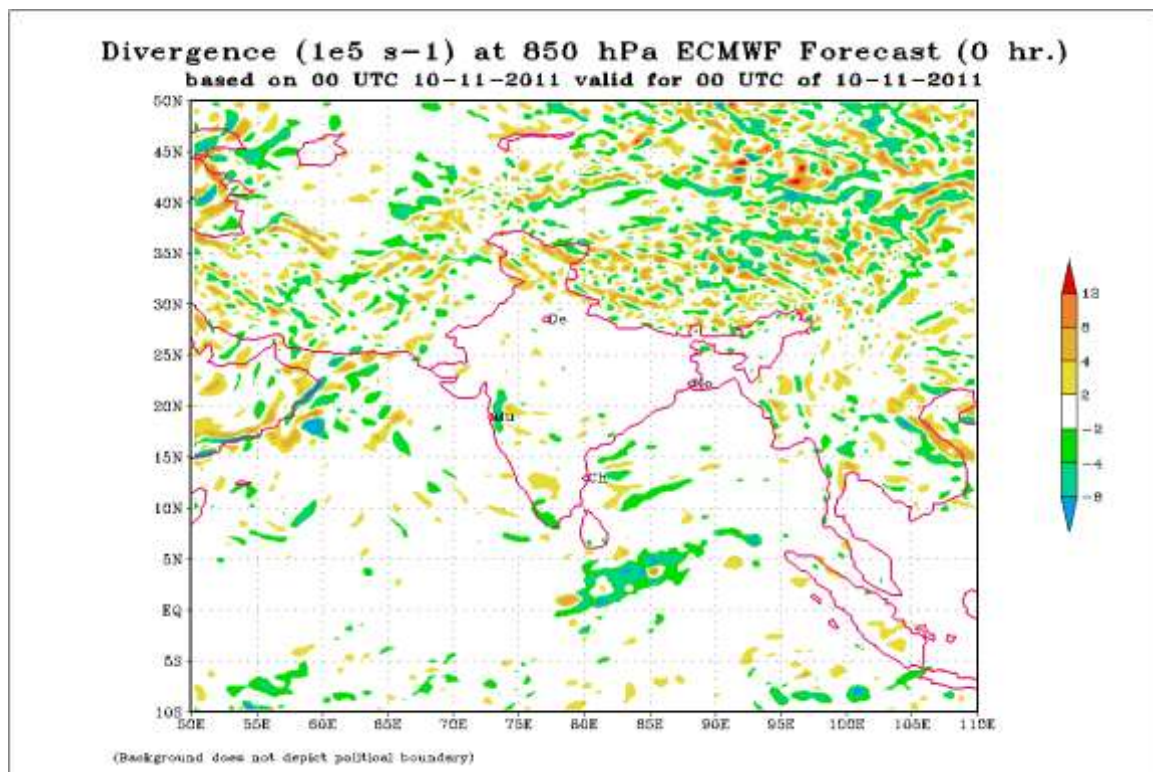 Divergence (1e5 s-1) at 850 hPa ECMWF Forecast (0 hr.)
based on 00 UTC 10-11-2011 valid for 00 UTC of 10-11-2011
50N
45N
40N
35N
30N
25N
20N
15N
10N
5N
EQ
5S
10S
De
Mu
Ch
50E 55E 60E 65E 70E 75E 80E 85E 90E 95E 100E 105E 110E
12
8
4
2
-2
-4
-8
(Background does not depict political boundary)